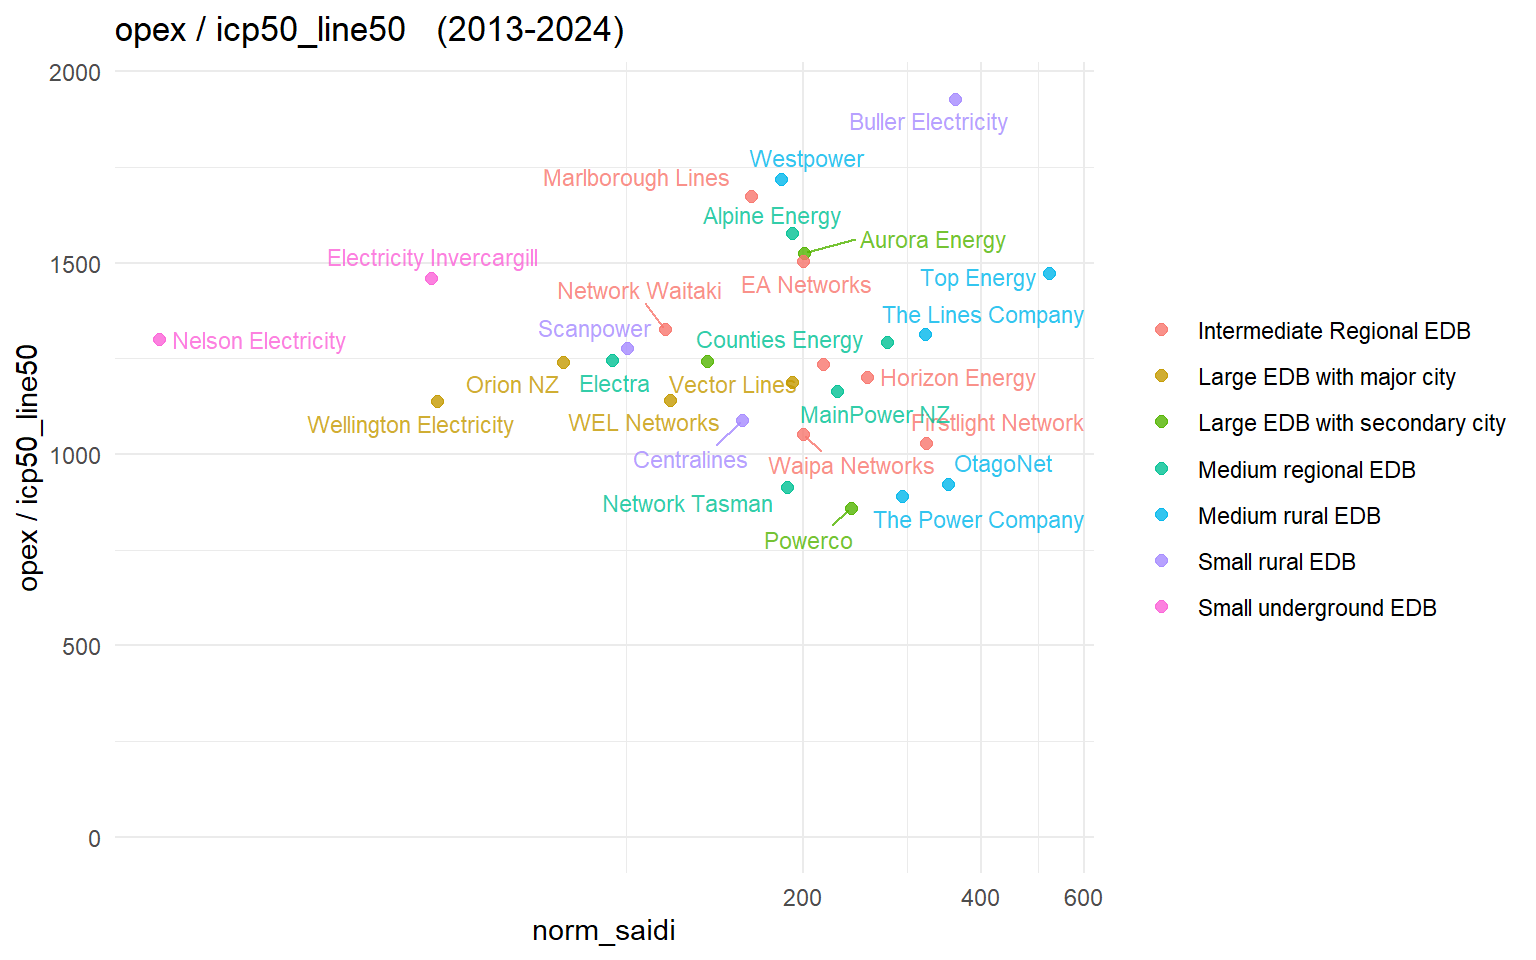 opex / icp50_line50   (2013-2024)
2000
1500
1000
500
0
opex / icp50_line50
Buller Electricity
Westpower
Marlborough Lines
Alpine Energy
Aurora Energy
Electricity Invercargill
Top Energy
EA Networks
Network Waitaki
The Lines Company
Scanpower
Counties Energy
Nelson Electricity
Horizon Energy
Orion NZ
Electra
Vector Lines
MainPower NZ
Wellington Electricity
WEL Networks
Firstlight Network
Centralines
Waipa Networks
OtagoNet
Network Tasman
The Power Company
Powerco
200
400
600
norm_saidi
Intermediate Regional EDB
Large EDB with major city
Large EDB with secondary city
Medium regional EDB
Medium rural EDB
Small rural EDB
Small underground EDB